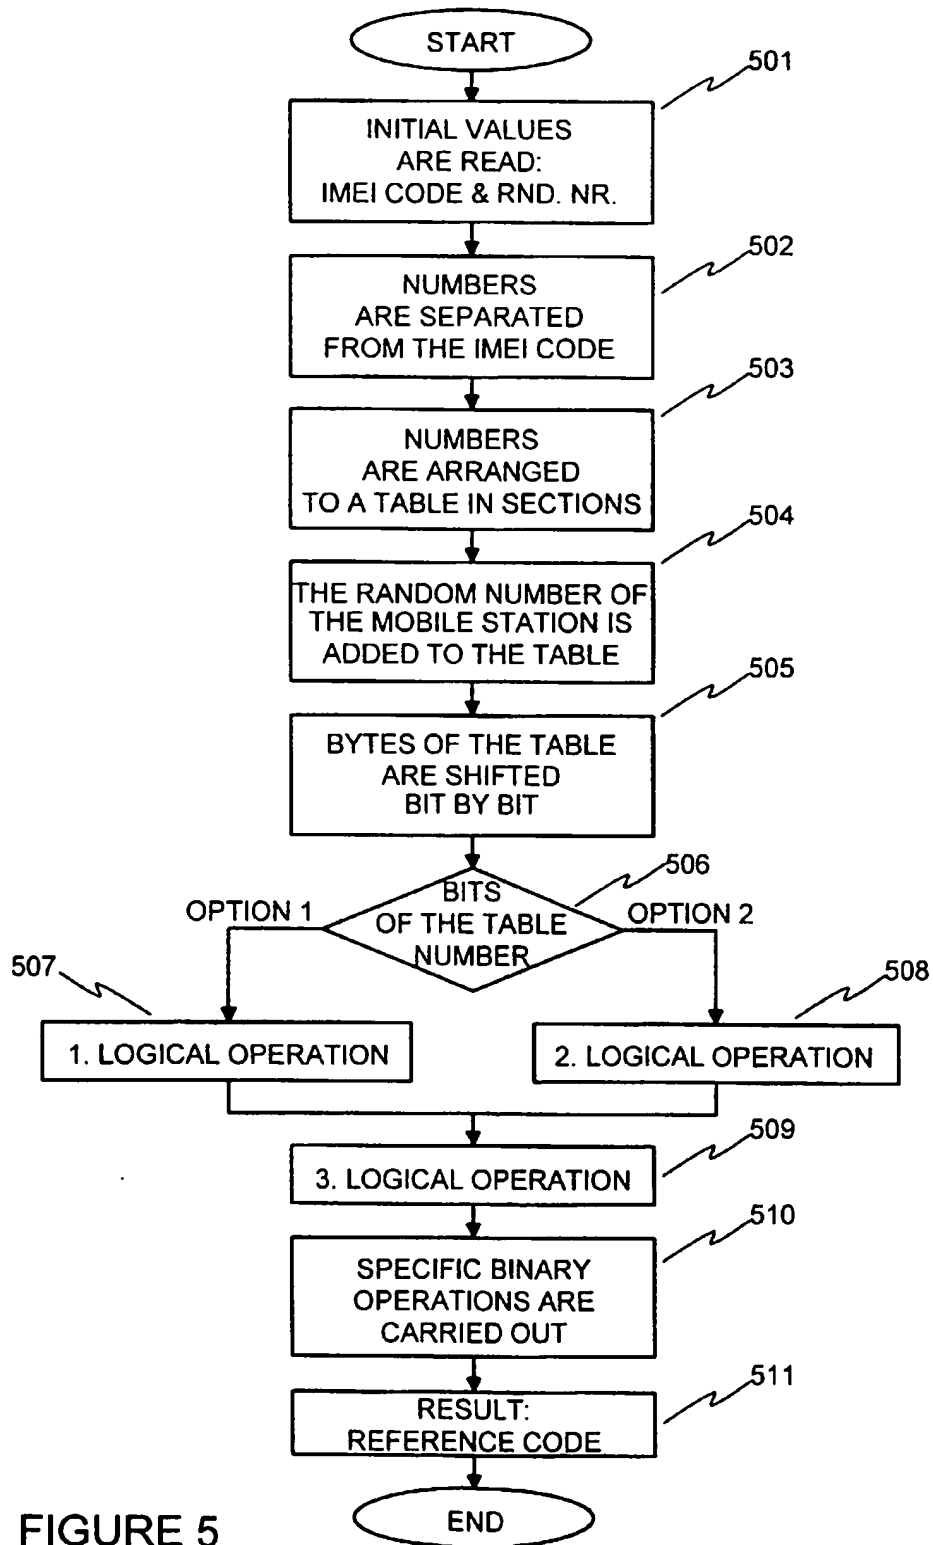 START
501
INITIAL VALUES
ARE READ:
IMEI CODE & RND. NR.
502
NUMBERS
ARE SEPARATED
FROM THE IMEI CODE
503
NUMBERS
ARE ARRANGED
TO A TABLE IN SECTIONS
504
THE RANDOM NUMBER OF
THE MOBILE STATION IS
ADDED TO THE TABLE
505
BYTES OF THE TABLE
ARE SHIFTED
BIT BY BIT
506
BITS
OF THE TABLE
NUMBER
OPTION 1
OPTION 2
507
508
1. LOGICAL OPERATION
2. LOGICAL OPERATION
509
3. LOGICAL OPERATION
510
SPECIFIC BINARY
OPERATIONS ARE
CARRIED OUT
511
RESULT:
REFERENCE CODE
END
FIGURE 5